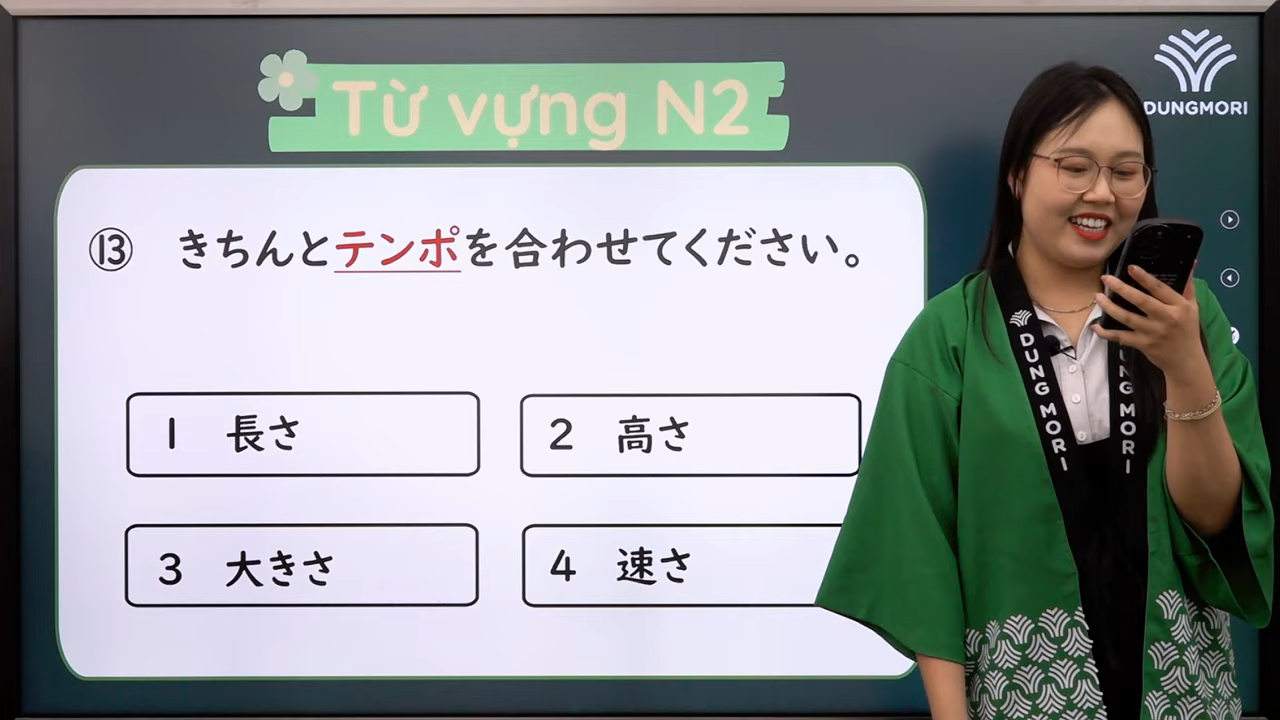 Từ vựng N2
DUNGMORI
⑬ きちんとテンポを合わせてください。
1 長さ
2 高さ
3 大きさ
4 速さ
DUNG MORI
DUNG MORI